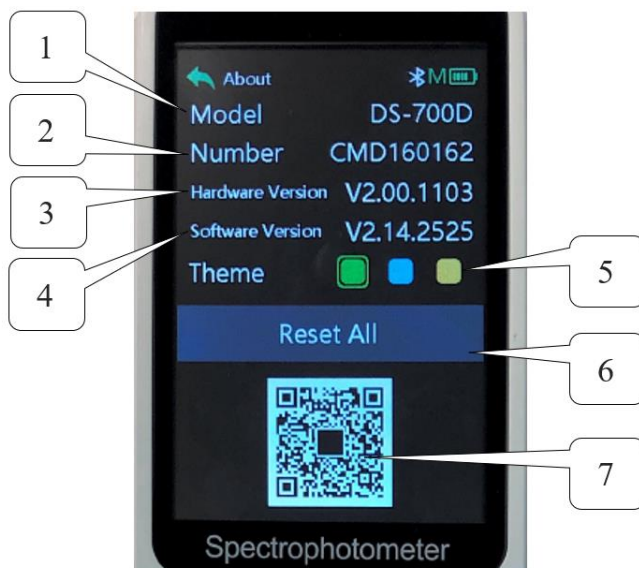 About M
Model DS-700D
Number CMD160162
Hardware Version V2.00.1103
Software Version V2.14.2525
Theme
Reset All
Spectrophotometer
1
2
3
4
5
6
7